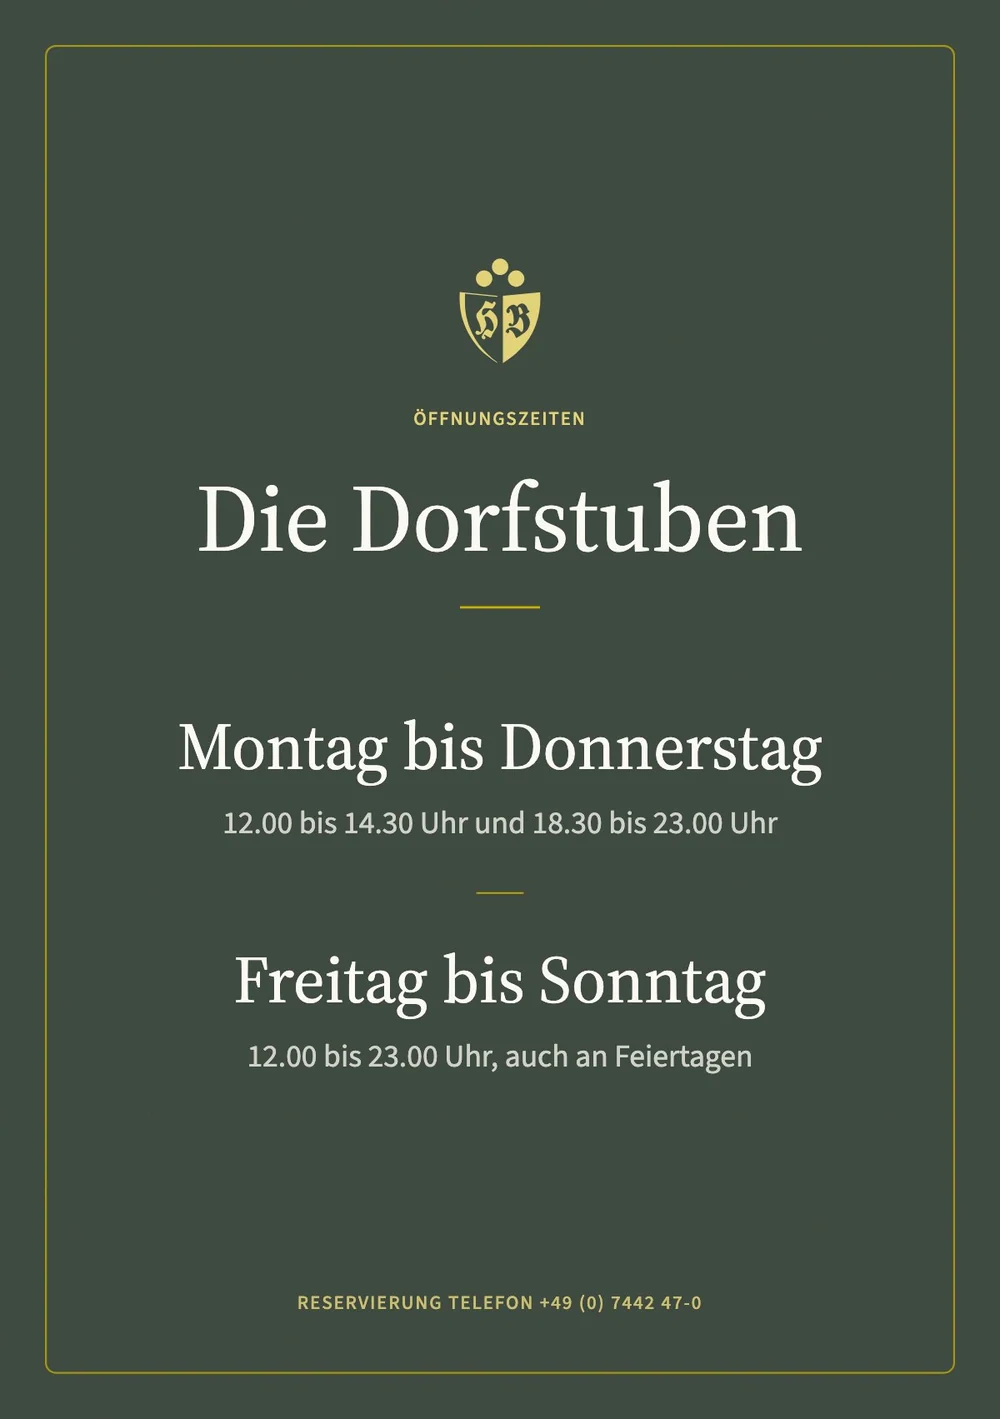 H B
ÖFFNUNGSZEITEN
Die Dorfstuben
Montag bis Donnerstag
12.00 bis 14.30 Uhr und 18.30 bis 23.00 Uhr
Freitag bis Sonntag
12.00 bis 23.00 Uhr, auch an Feiertagen
RESERVIERUNG TELEFON +49 (0) 7442 47-0